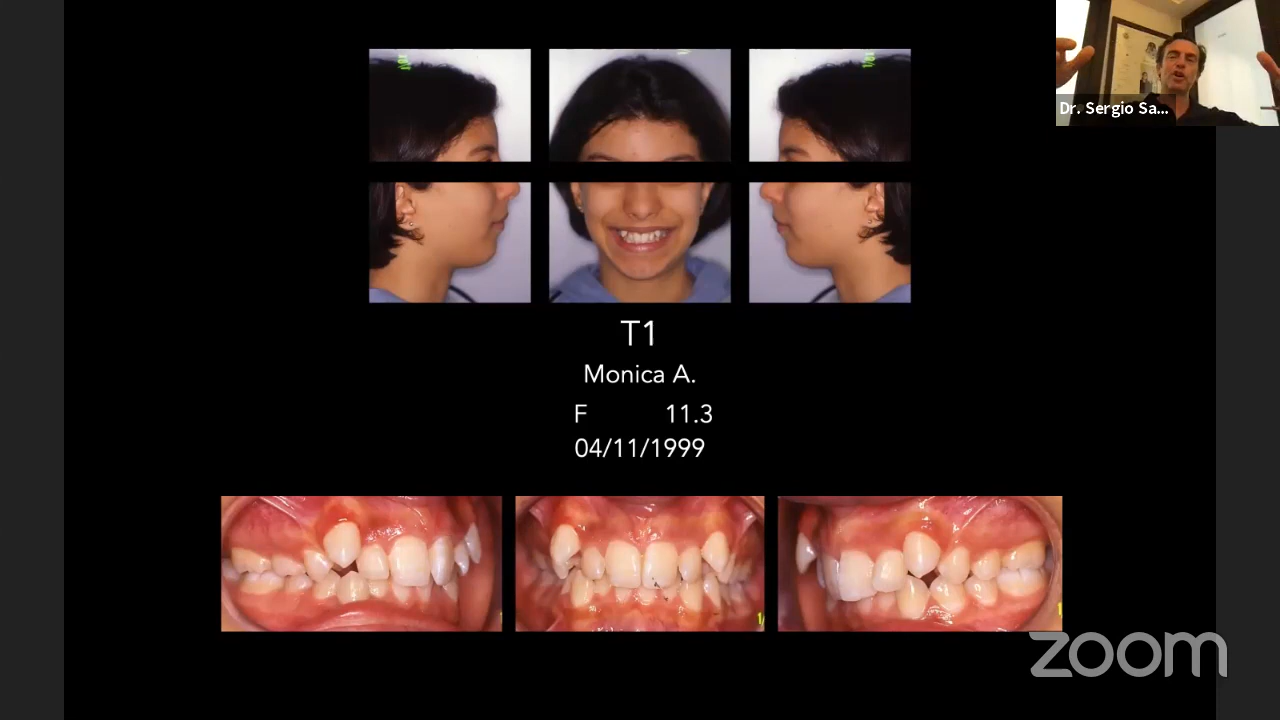 Dr. Sergio Sa...
T1
Monica A.
F 11.3
04/11/1999
zoom